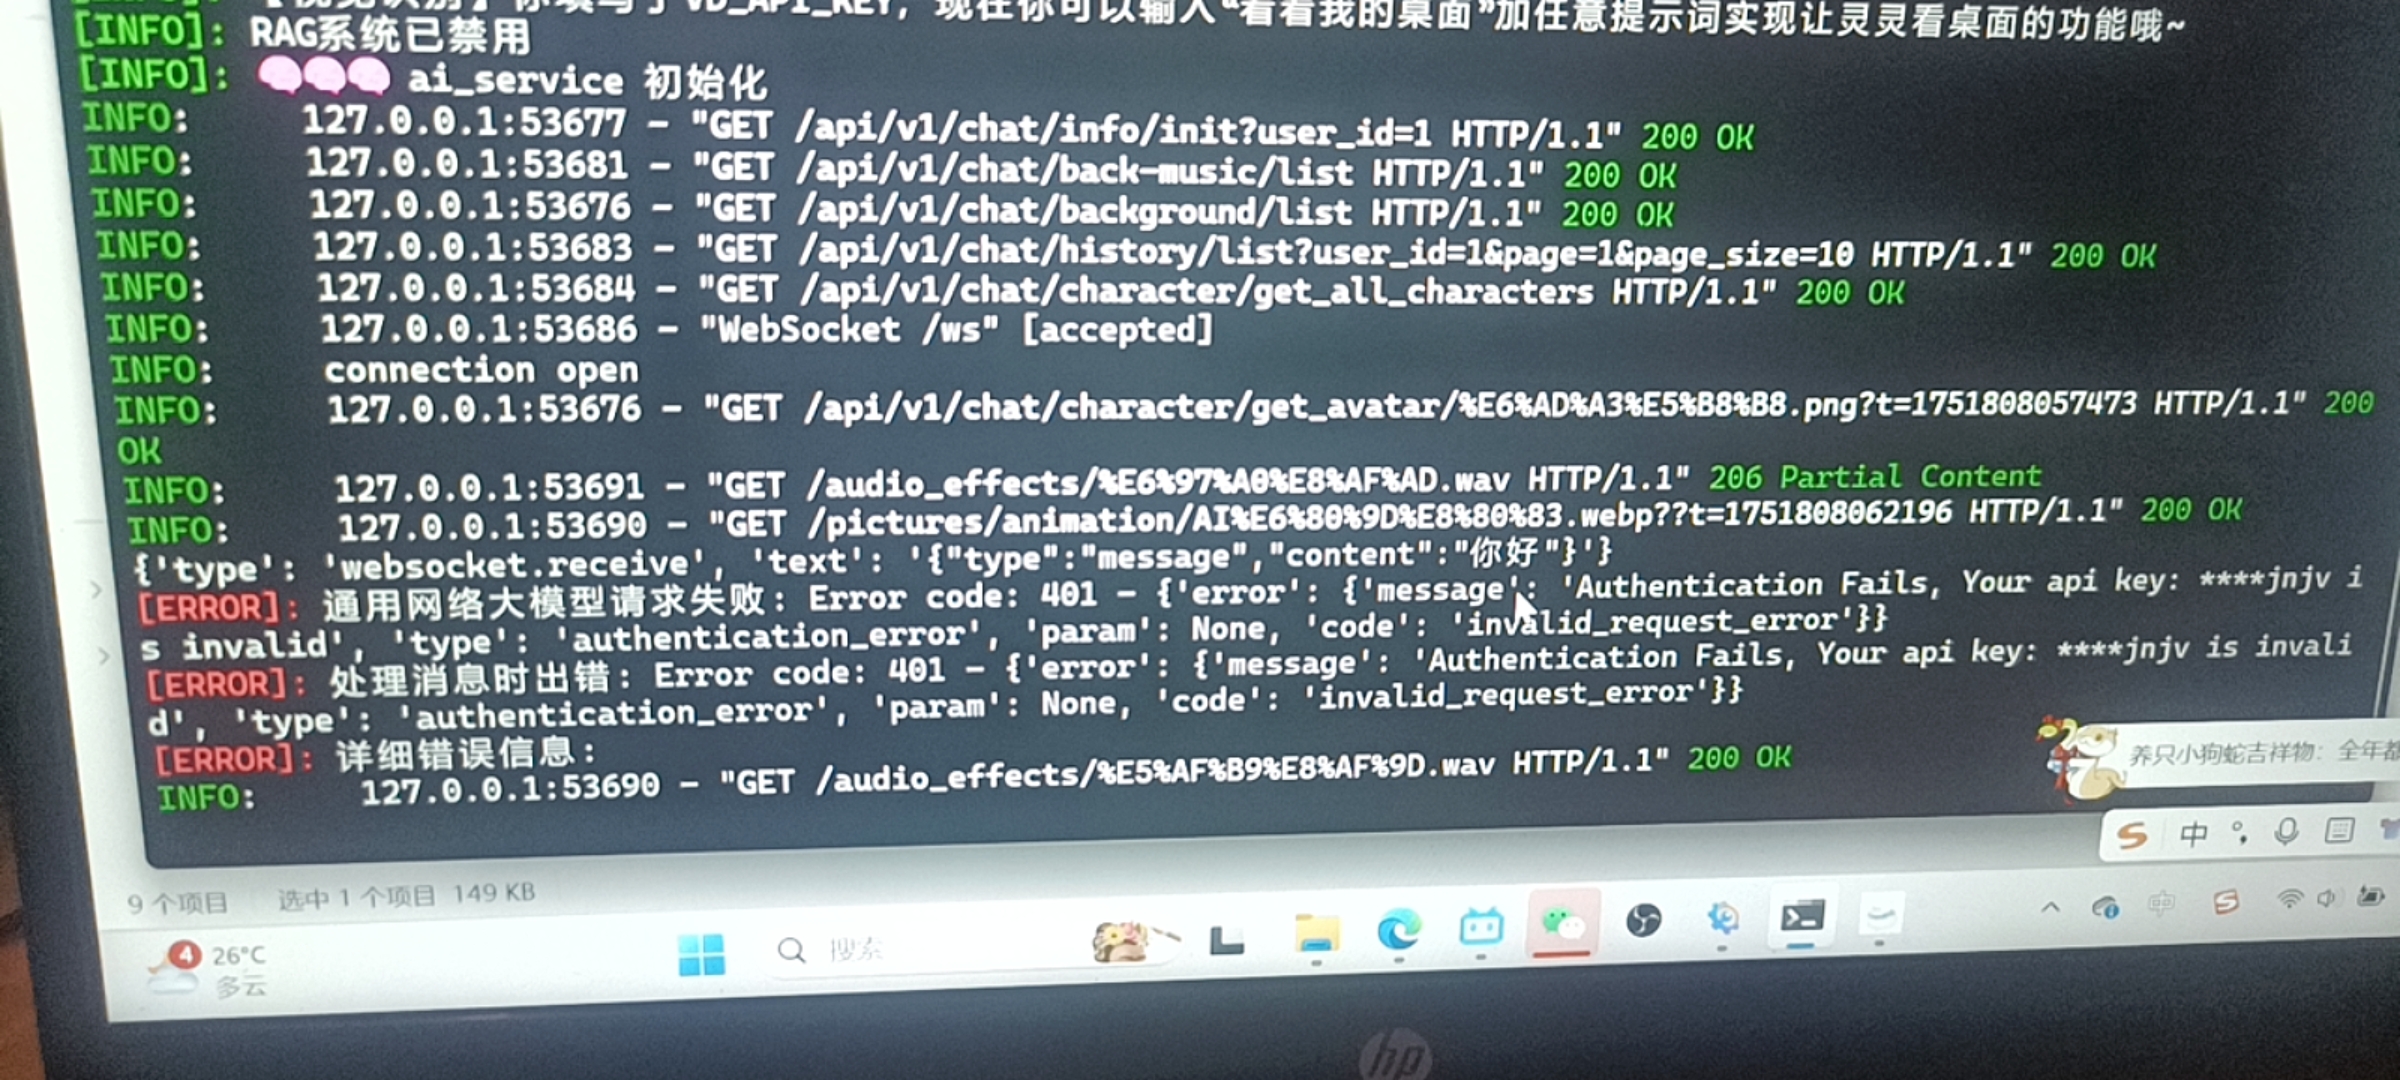 VD_API_KEY, 现在你可以输入“看看我的桌面”加任意提示词实现让灵灵看桌面的功能哦~
[INFO]: RAG系统已禁用
[INFO]: 🧠🧠🧠 ai_service 初始化
INFO: 127.0.0.1:53677 - "GET /api/v1/chat/info/init?user_id=1 HTTP/1.1" 200 OK
INFO: 127.0.0.1:53681 - "GET /api/v1/chat/back-music/list HTTP/1.1" 200 OK
INFO: 127.0.0.1:53676 - "GET /api/v1/chat/background/list HTTP/1.1" 200 OK
INFO: 127.0.0.1:53683 - "GET /api/v1/chat/history/list?user_id=1&page=1&page_size=10 HTTP/1.1" 200 OK
INFO: 127.0.0.1:53684 - "GET /api/v1/chat/character/get_all_characters HTTP/1.1" 200 OK
INFO: 127.0.0.1:53686 - "WebSocket /ws" [accepted]
INFO: connection open
INFO: 127.0.0.1:53676 - "GET /api/v1/chat/character/get_avatar/%E6%AD%A3%E5%B8%B8.png?t=1751808057473 HTTP/1.1" 200
OK
INFO: 127.0.0.1:53691 - "GET /audio_effects/%E6%97%A0%E8%AF%AD.wav HTTP/1.1" 206 Partial Content
INFO: 127.0.0.1:53690 - "GET /pictures/animation/AI%E6%80%9D%E8%80%83.webp??t=1751808062196 HTTP/1.1" 200 OK
{'type': 'websocket.receive', 'text': '{"type":"message","content":"你好"}'}
[ERROR]: 通用网络大模型请求失败: Error code: 401 - {'error': {'message': 'Authentication Fails, Your api key: ****jnjv i
s invalid', 'type': 'authentication_error', 'param': None, 'code': 'invalid_request_error'}}
[ERROR]: 处理消息时出错: Error code: 401 - {'error': {'message': 'Authentication Fails, Your api key: ****jnjv is invali
d', 'type': 'authentication_error', 'param': None, 'code': 'invalid_request_error'}}
[ERROR]: 详细错误信息:
INFO: 127.0.0.1:53690 - "GET /audio_effects/%E5%AF%B9%E8%AF%9D.wav HTTP/1.1" 200 OK
养只小狗蛇吉祥物: 全年都
S 中
9 个项目 选中 1 个项目 149 KB
4 26°C
多云
搜索
中 S
hp